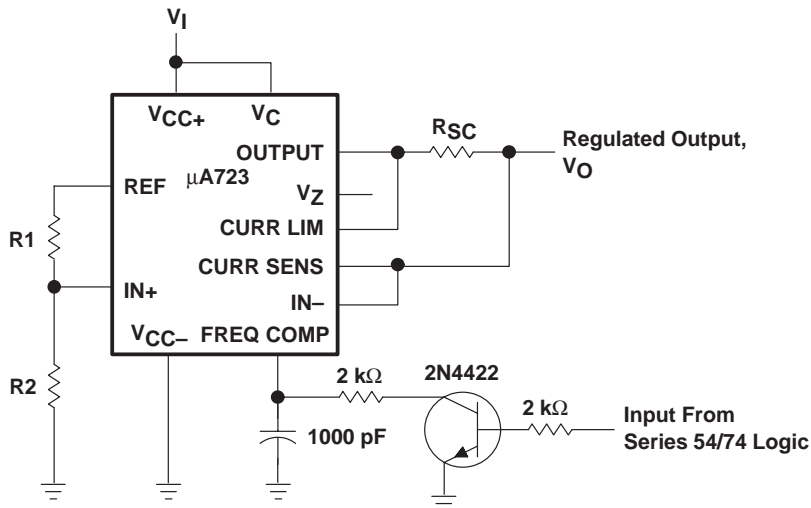 VI
VCC+
VC
RSC
Regulated Output,
VO
OUTPUT
μA723
REF
VZ
CURR LIM
R1
CURR SENS
IN+
IN–
VCC–
FREQ COMP
R2
2 kΩ
2N4422
2 kΩ
1000 pF
Input From
Series 54/74 Logic